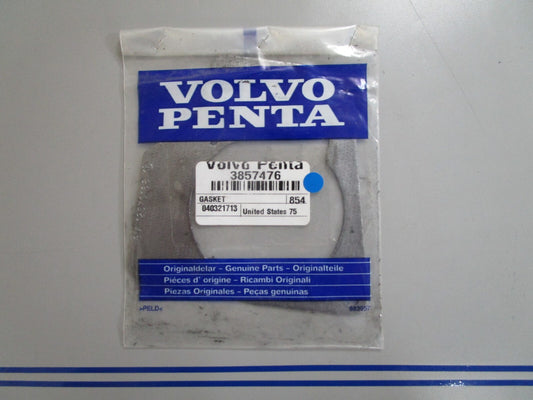 VOLVO
PENTA
Volvo Penta
3857476
GASKET 854
040321713 United States 75
Originaldelar – Genuine Parts – Originalteile
Pièces d' origine – Ricambi Originali
Piezas Originales – Peças genuinas
>PELD<